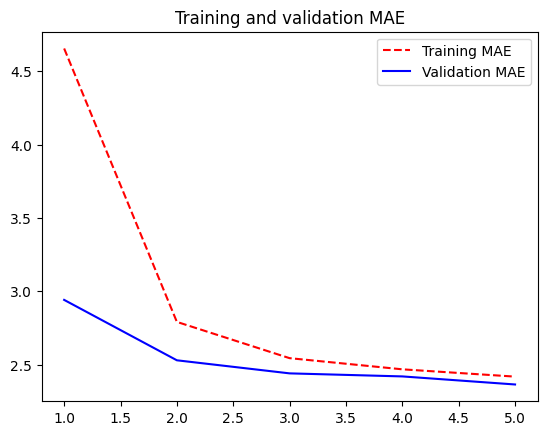 Training and validation MAE
Training MAE
Validation MAE
4.5
4.0
3.5
3.0
2.5
1.0 1.5 2.0 2.5 3.0 3.5 4.0 4.5 5.0